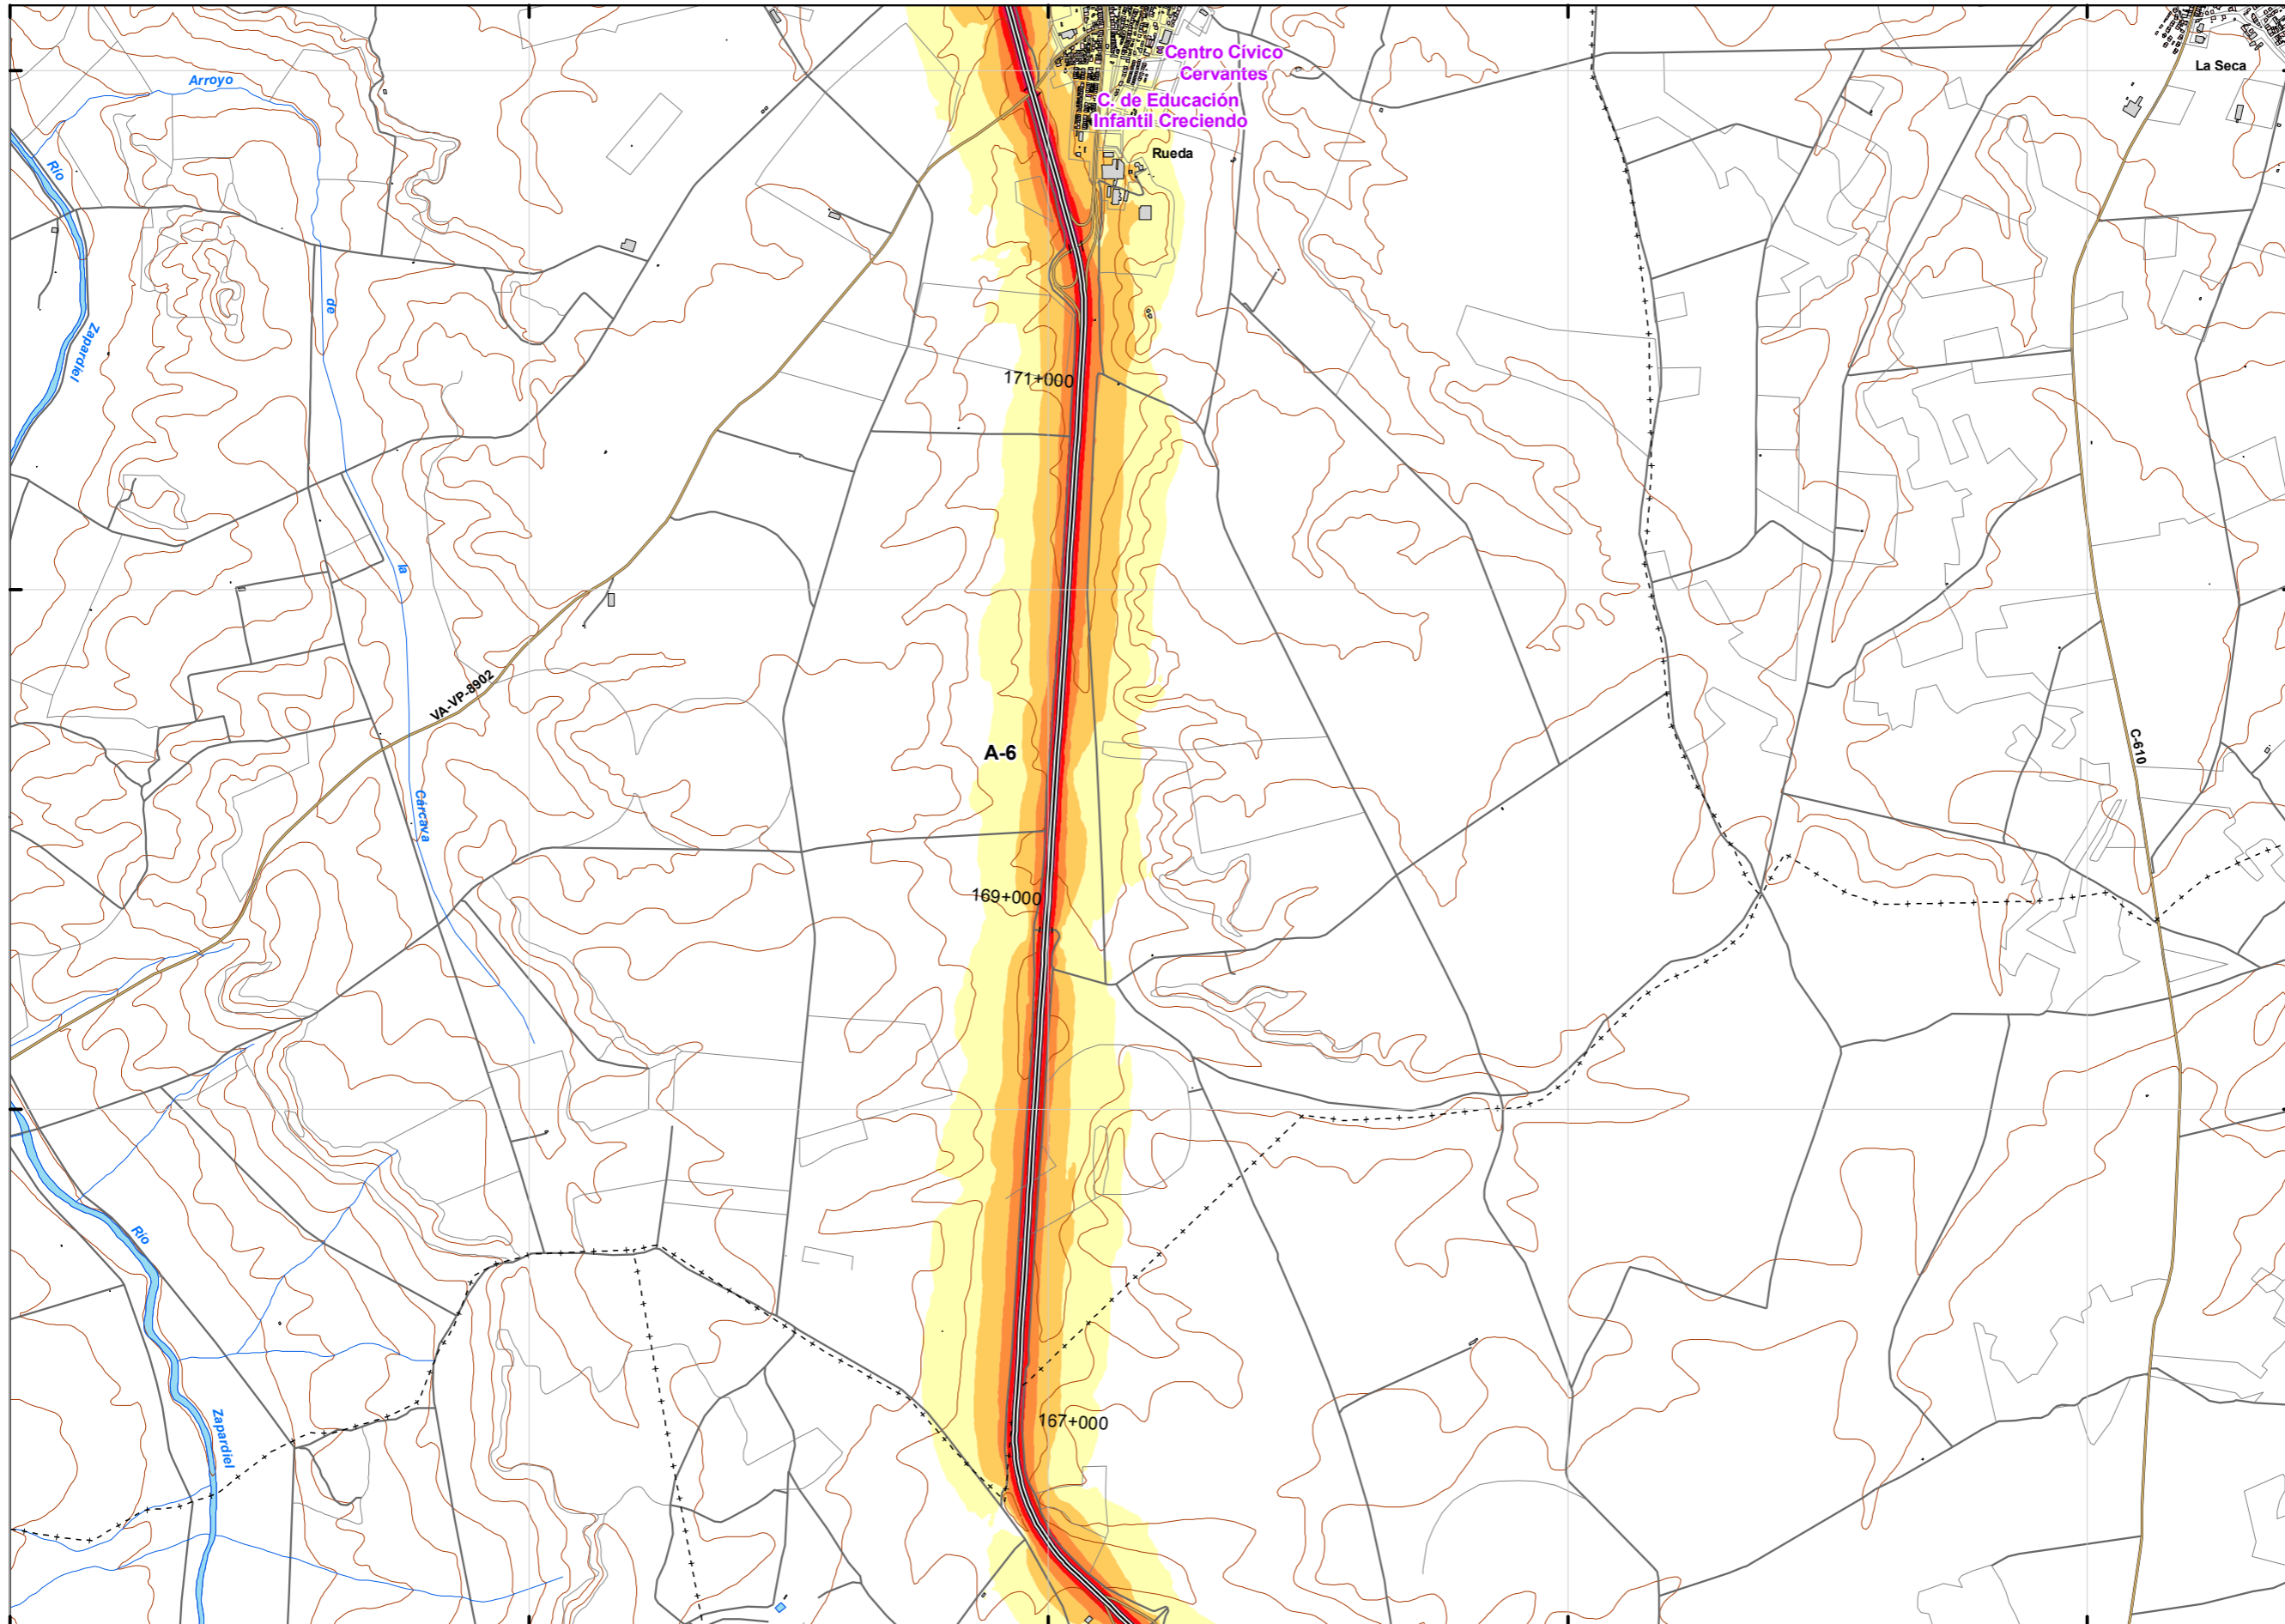 Centro Cívico
Cervantes
La Seca
Arroyo
C. de Educación
Infantil Creciendo
Rueda
Río
de
Zapardiel
171+000
la
VA-VP-8902
A-6
C-610
Cárcava
169+000
Río
167+000
Zapardiel